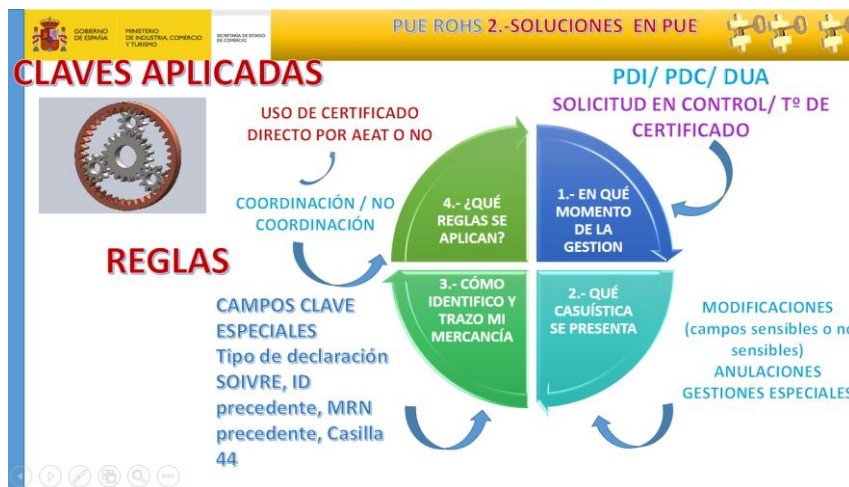 GOBIERNO
DE ESPAÑA
MINISTERIO
DE INDUSTRIA, COMERCIO
Y TURISMO
SECRETARÍA DE ESTADO
DE COMERCIO
PUE ROHS 2.-SOLUCIONES EN PUE
CLAVES APLICADAS
PDI/ PDC/ DUA
SOLICITUD EN CONTROL/ Tº DE
CERTIFICADO
USO DE CERTIFICADO
DIRECTO POR AEAT O NO
COORDINACIÓN / NO
COORDINACIÓN
4.- ¿QUÉ
REGLAS SE
APLICAN?
1.- EN QUÉ
MOMENTO
DE LA
GESTION
REGLAS
3.- CÓMO
IDENTIFICO Y
TRAZO MI
MERCANCÍA
2.- QUÉ
CASUÍSTICA
SE PRESENTA
CAMPOS CLAVE
ESPECIALES
Tipo de declaración
SOIVRE, ID
precedente, MRN
precedente, Casilla
44
MODIFICACIONES
(campos sensibles o no
sensibles)
ANULACIONES
GESTIONES ESPECIALES